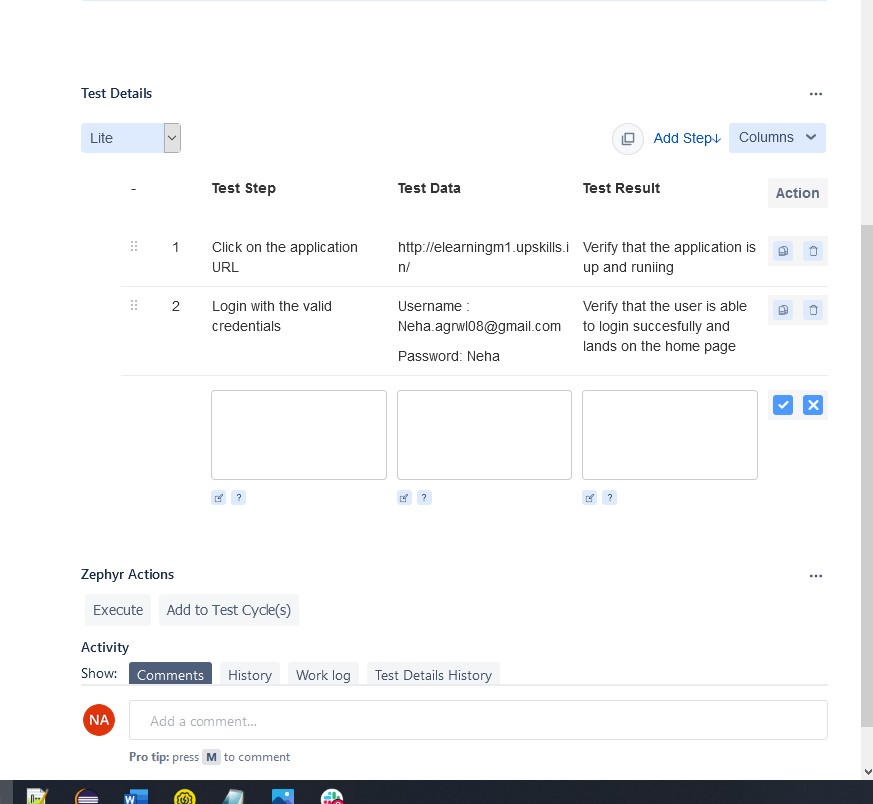 Test Details
...
Lite
Add Step↓ Columns
- Test Step Test Data Test Result Action
1 Click on the application http://elearningm1.upskills.i Verify that the application is
URL n/ up and runiing
2 Login with the valid Username : Verify that the user is able
credentials Neha.agrwl08@gmail.com to login succesfully and
Password: Neha lands on the home page
? ? ?
Zephyr Actions
...
Execute Add to Test Cycle(s)
Activity
Show: Comments History Work log Test Details History
NA Add a comment...
Pro tip: press M to comment
W